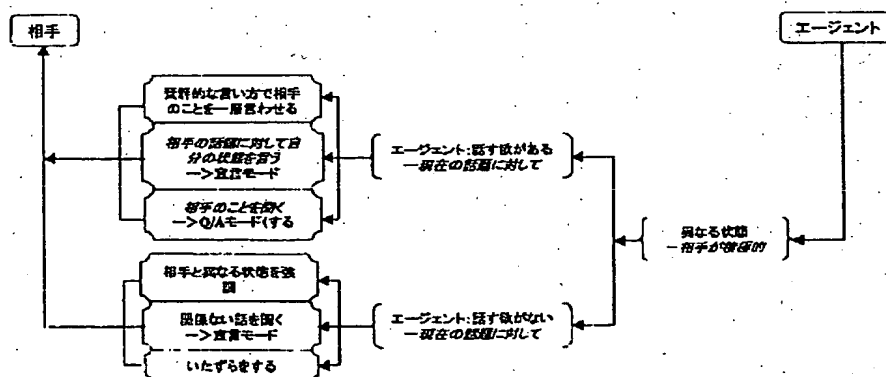 相手
エージェント
的な言い方で相手
のことを一層言わせる
相手の話題に対して自
分の状態を言う
―>宣言モード
相手のことを聞く
―>Q/Aモード(する
相手と異なる状態を強
調
関係ない話を聞く
―>宣言モード
いたずらをする
エージェント:話す欲がある
―現在の話題に対して
エージェント:話す欲がない
―現在の話題に対して
異なる状態
―相手が積極的